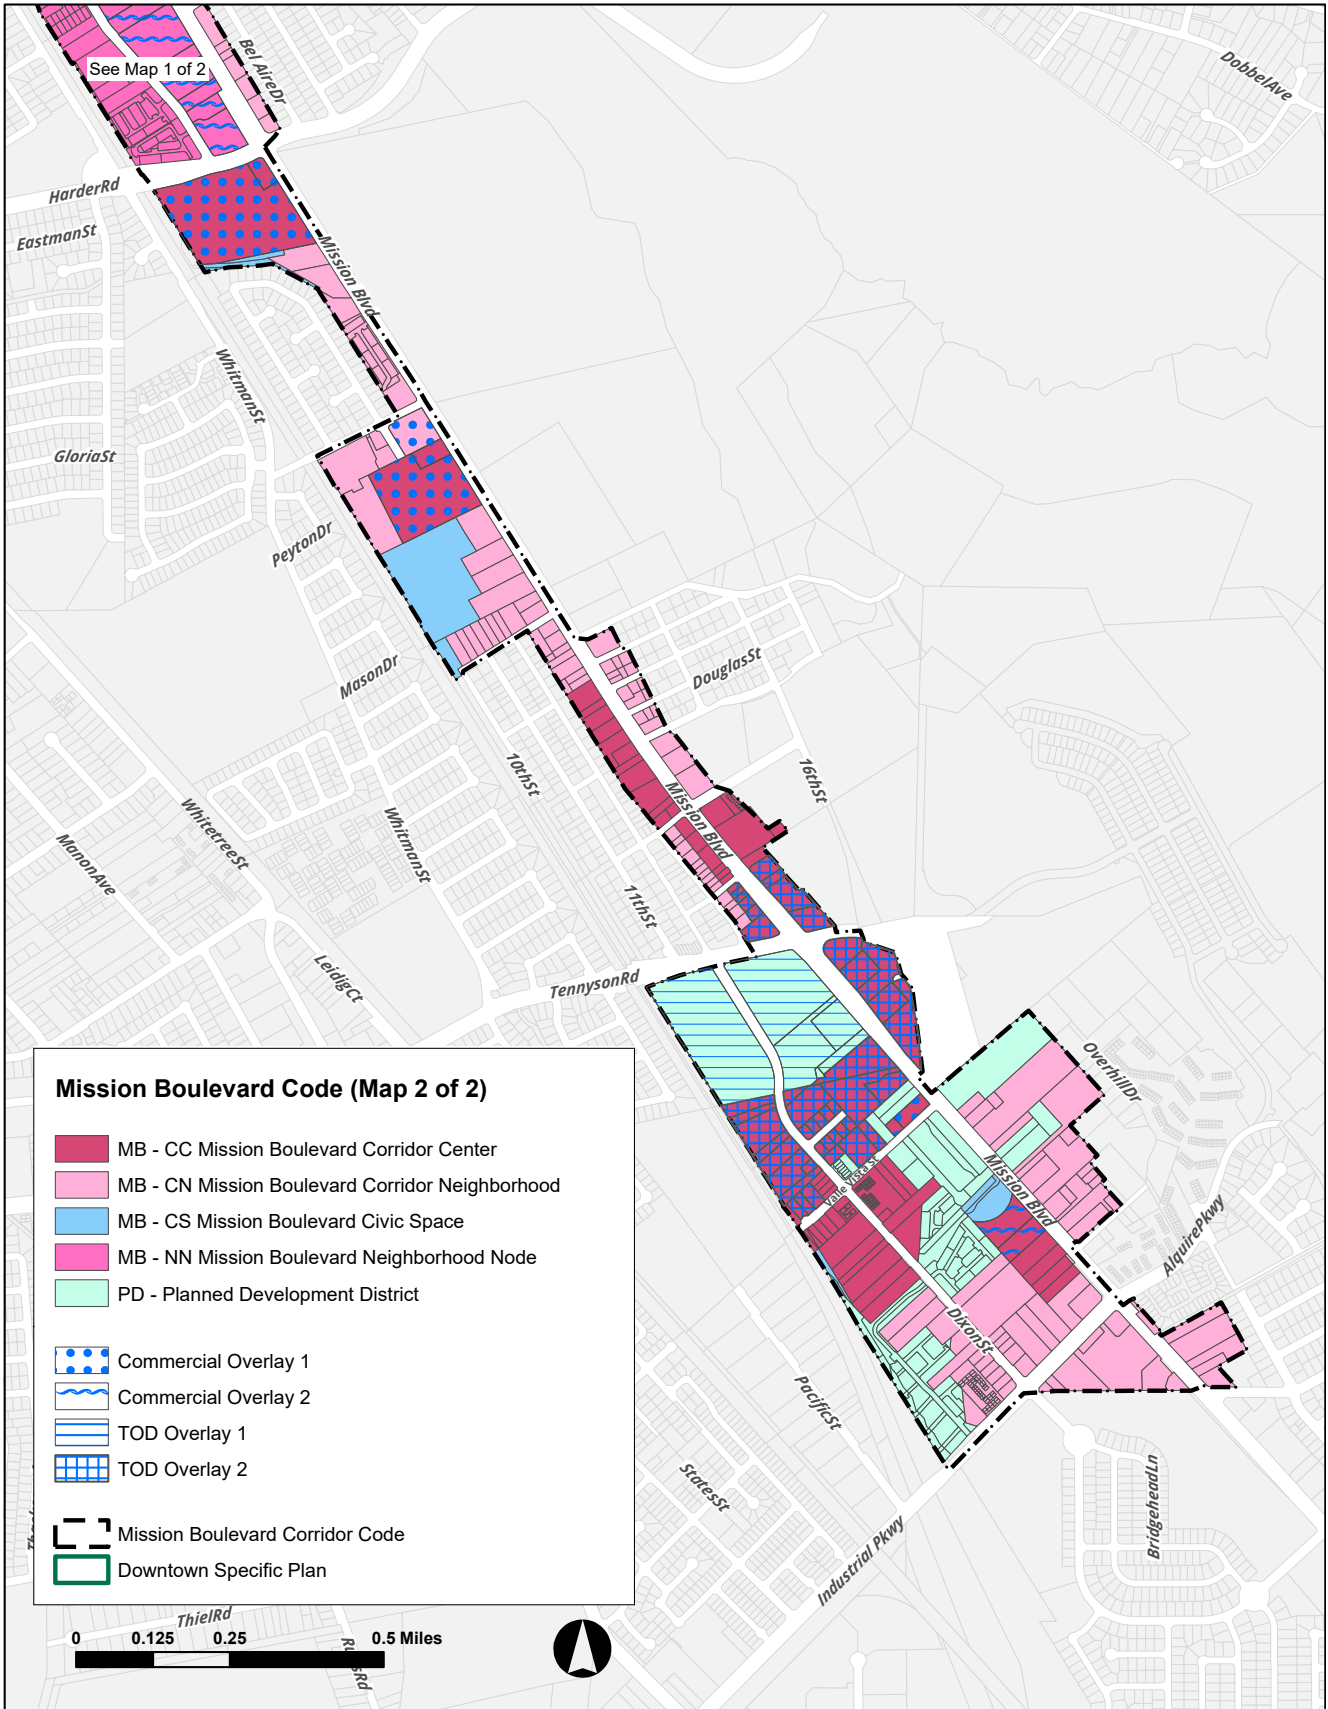 See Map 1 of 2
Bel AireDr
DobbelAve
HarderRd
EastmanSt
Mission Blvd
WhitmanSt
GloriaSt
PeytonDr
MasonDr
DouglasSt
10thSt
16thSt
Mission Blvd
WhitetreeSt
WhitmanSt
ManonAve
11thSt
LeidigCt
TennysonRd
OverhillDr
Valle Vista St
Mission Blvd
AlquirePkwy
DixonSt
PacificSt
StatesSt
BridgeheadLn
Industrial Pkwy
Mission Boulevard Code (Map 2 of 2)
MB - CC Mission Boulevard Corridor Center
MB - CN Mission Boulevard Corridor Neighborhood
MB - CS Mission Boulevard Civic Space
MB - NN Mission Boulevard Neighborhood Node
PD - Planned Development District
Commercial Overlay 1
Commercial Overlay 2
TOD Overlay 1
TOD Overlay 2
Mission Boulevard Corridor Code
Downtown Specific Plan
ThielRd
0 0.125 0.25 0.5 Miles